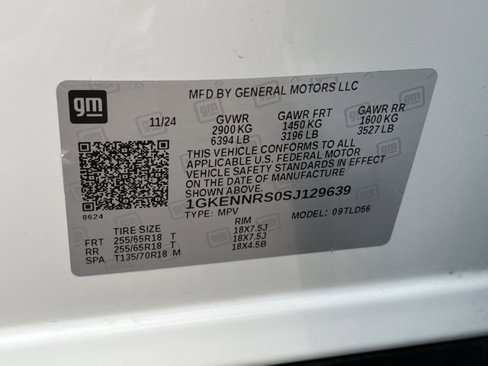 gm
MFD BY GENERAL MOTORS LLC
11/24 GVWR GAWR FRT GAWR RR
2900 KG 1450 KG 1600 KG
6394 LB 3196 LB 3527 LB
THIS VEHICLE CONFORMS TO ALL
APPLICABLE U.S. FEDERAL MOTOR
VEHICLE SAFETY STANDARDS IN EFFECT
ON THE DATE OF MANUFACTURE
1GKENNRS0SJ129639
8624 TYPE: MPV MODEL: 09TLD56
TIRE SIZE RIM
FRT 255/65R18 T 18X7.5J
RR 255/65R18 T 18X7.5J
SPA T135/70R18 M 18X4.5B